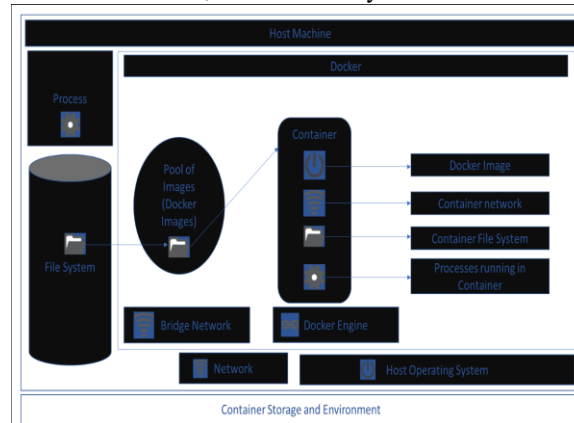 Host Machine
Docker
Process
Container
Pool of
Images
(Docker
Images)
Docker Image
Container network
Container File System
Processes running in
Container
File System
Bridge Network
Docker Engine
Network
Host Operating System
Container Storage and Environment